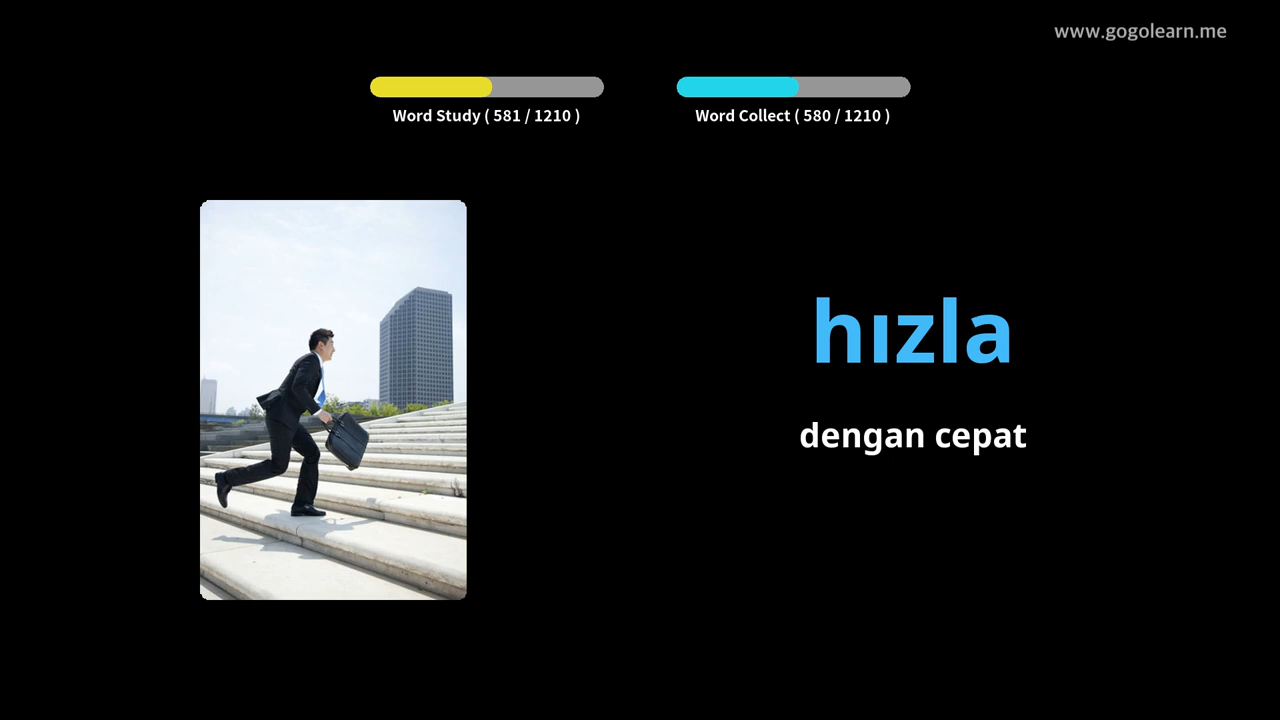 www.gogolearn.me
Word Study ( 581 / 1210 )
Word Collect ( 580 / 1210 )
hızla
dengan cepat